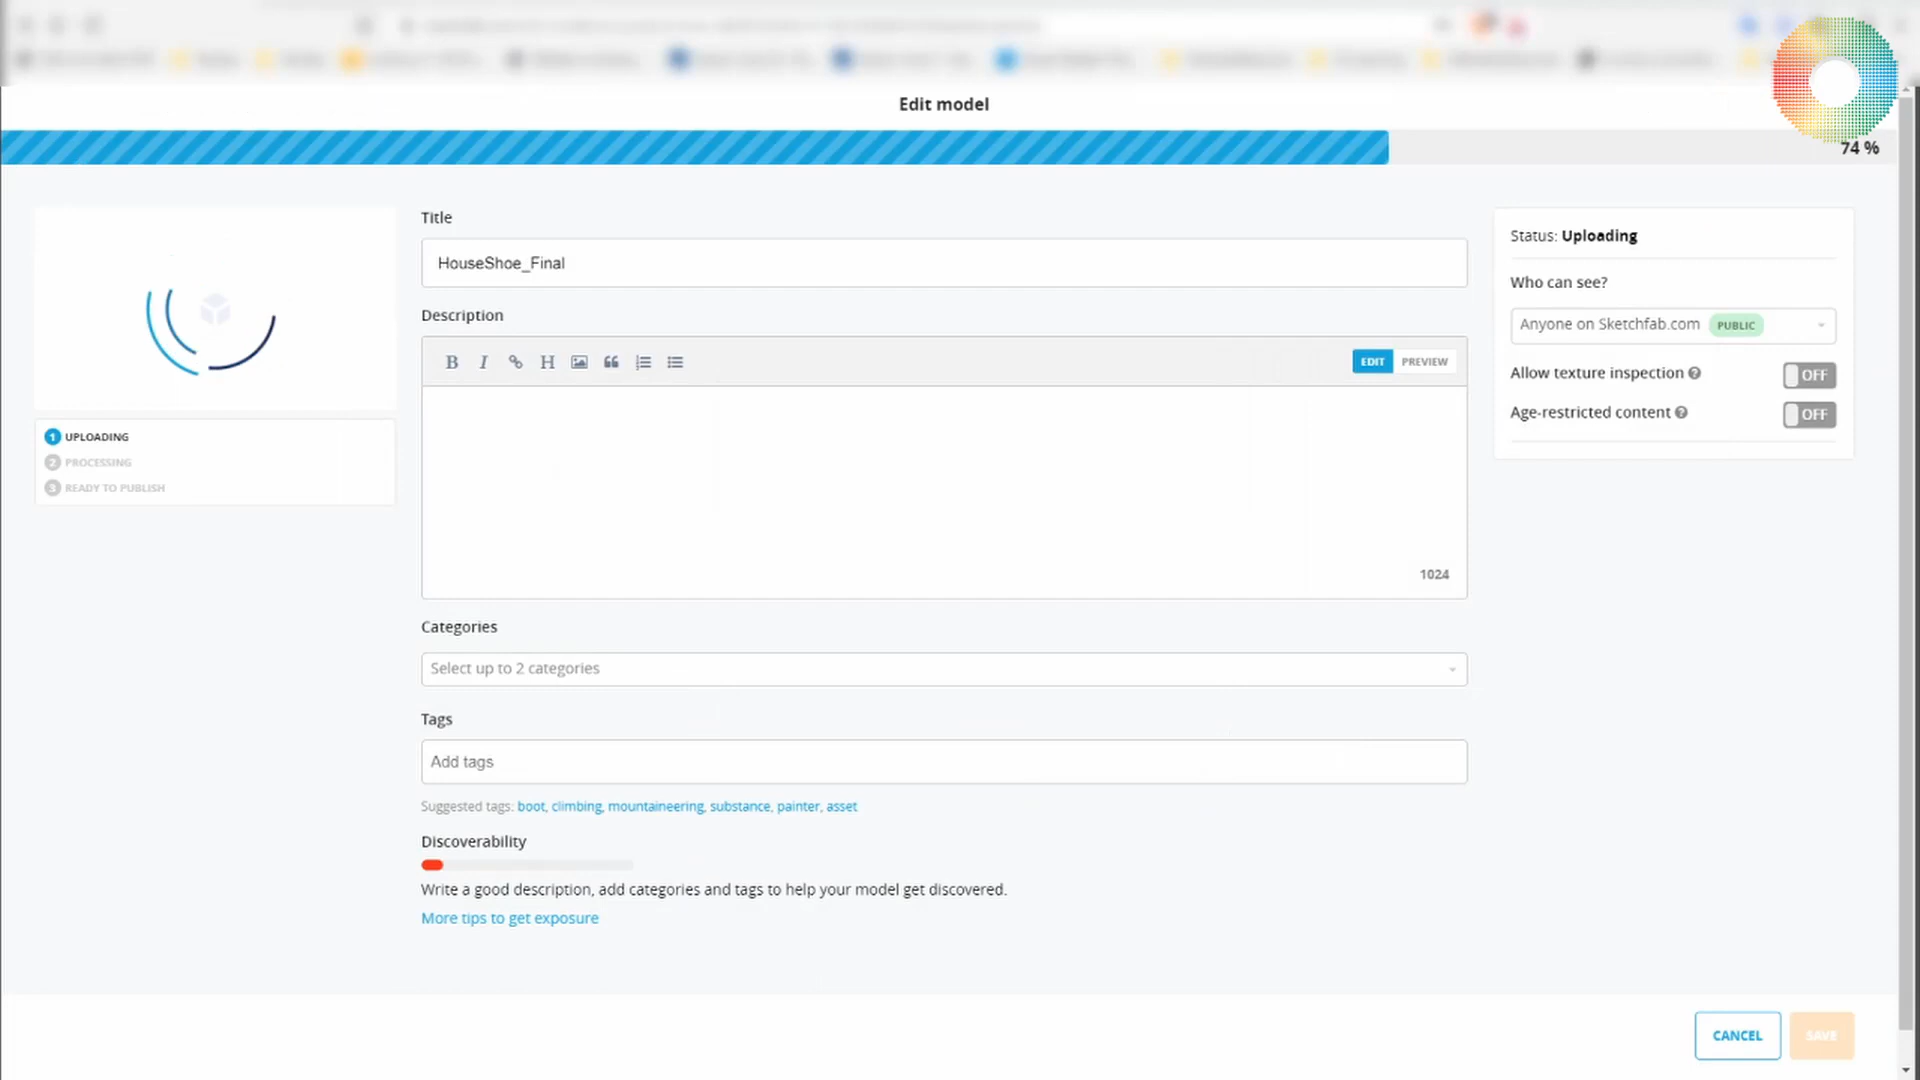 Edit model
74 %
Title
HouseShoe_Final
Description
B I H EDIT PREVIEW
1024
Categories
Select up to 2 categories
Tags
Add tags
Suggested tags: boot, climbing, mountaineering, substance, painter, asset
Discoverability
Write a good description, add categories and tags to help your model get discovered.
More tips to get exposure
1 UPLOADING
2 PROCESSING
3 READY TO PUBLISH
Status: Uploading
Who can see?
Anyone on Sketchfab.com PUBLIC
Allow texture inspection ? OFF
Age-restricted content ? OFF
CANCEL SAVE